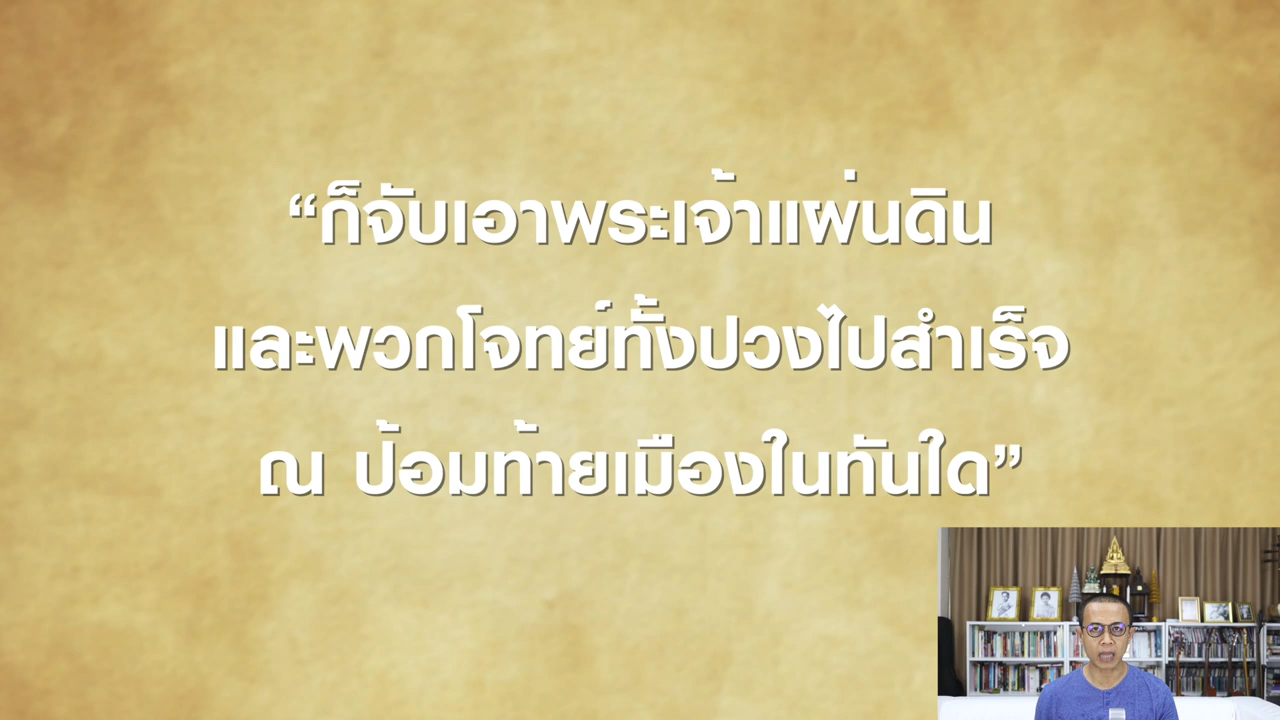 “ก็จับเอาพระเจ้าแผ่นดิน
และพวกโจทย์ทั้งปวงไปสำเร็จ
ณ ป้อมท้ายเมืองในทันใด”